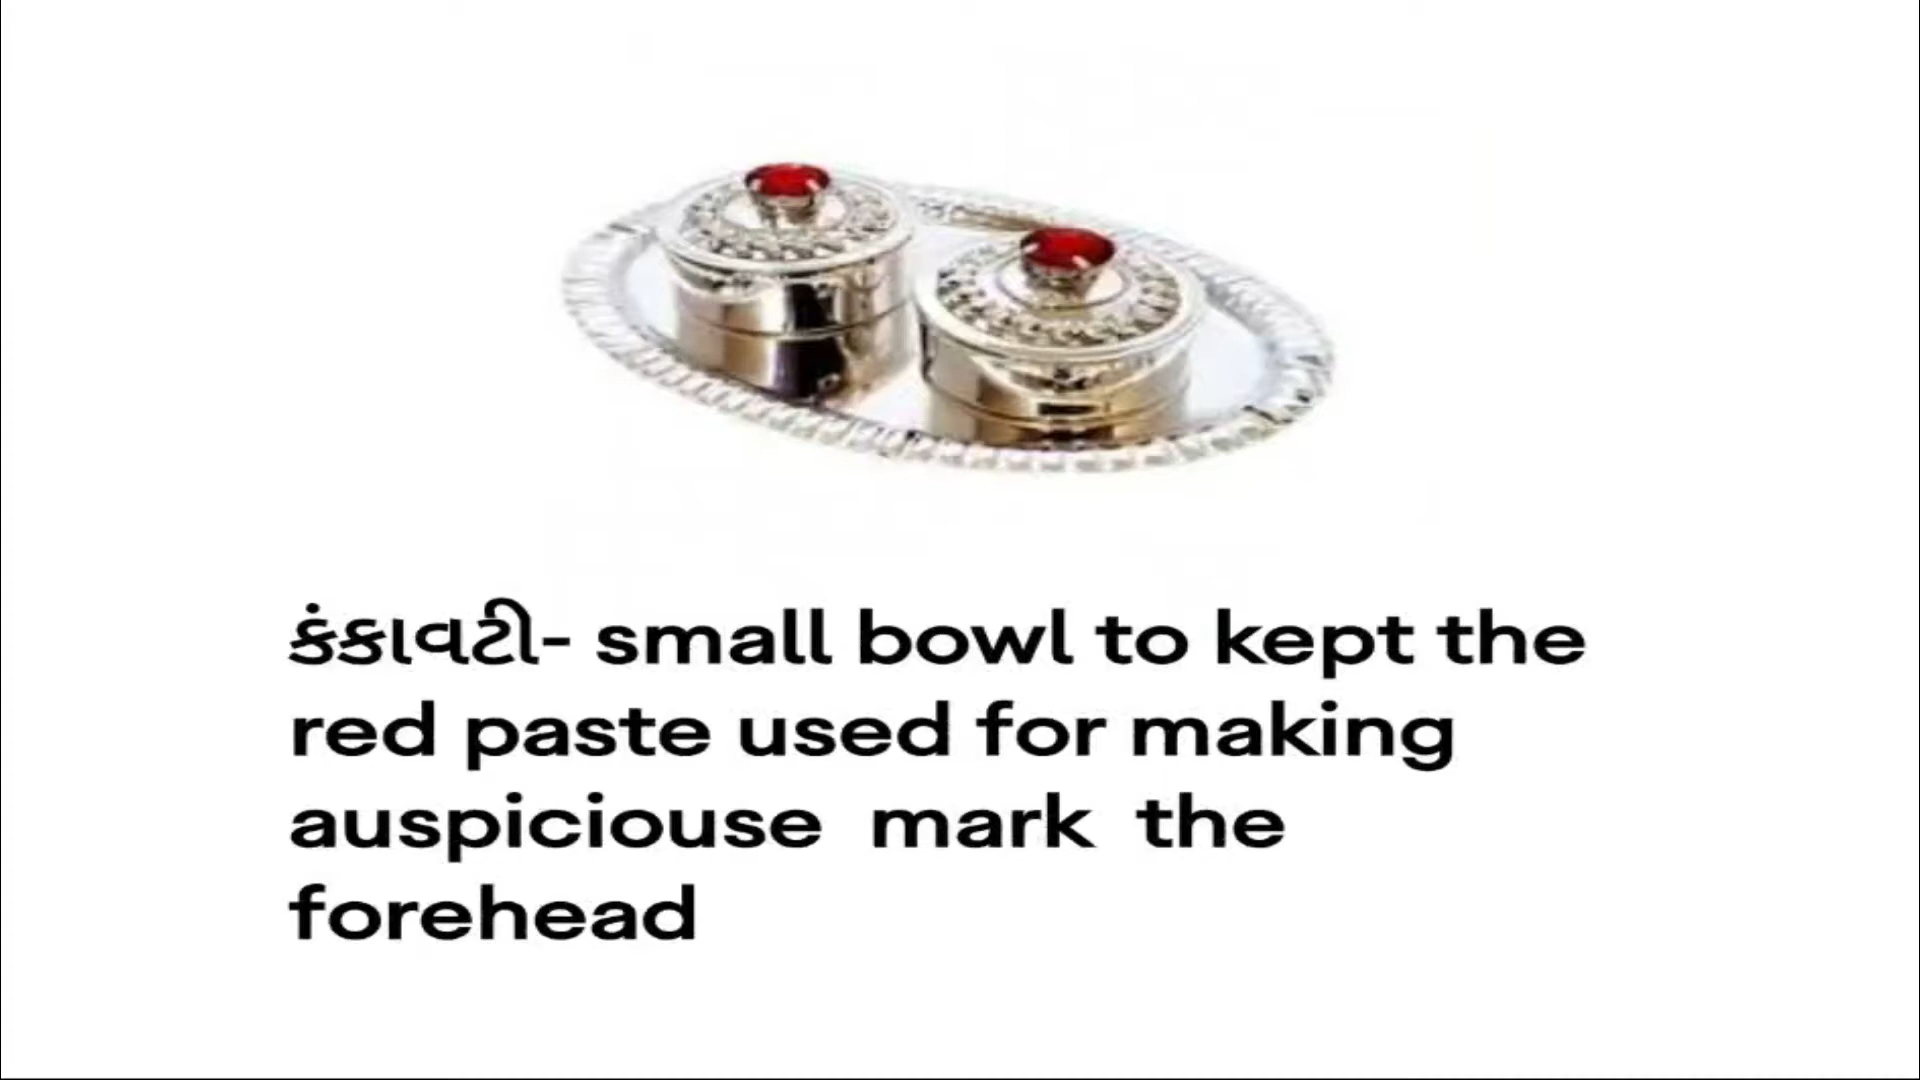 કંકાવટી- small bowl to kept the
red paste used for making
auspiciouse mark the
forehead